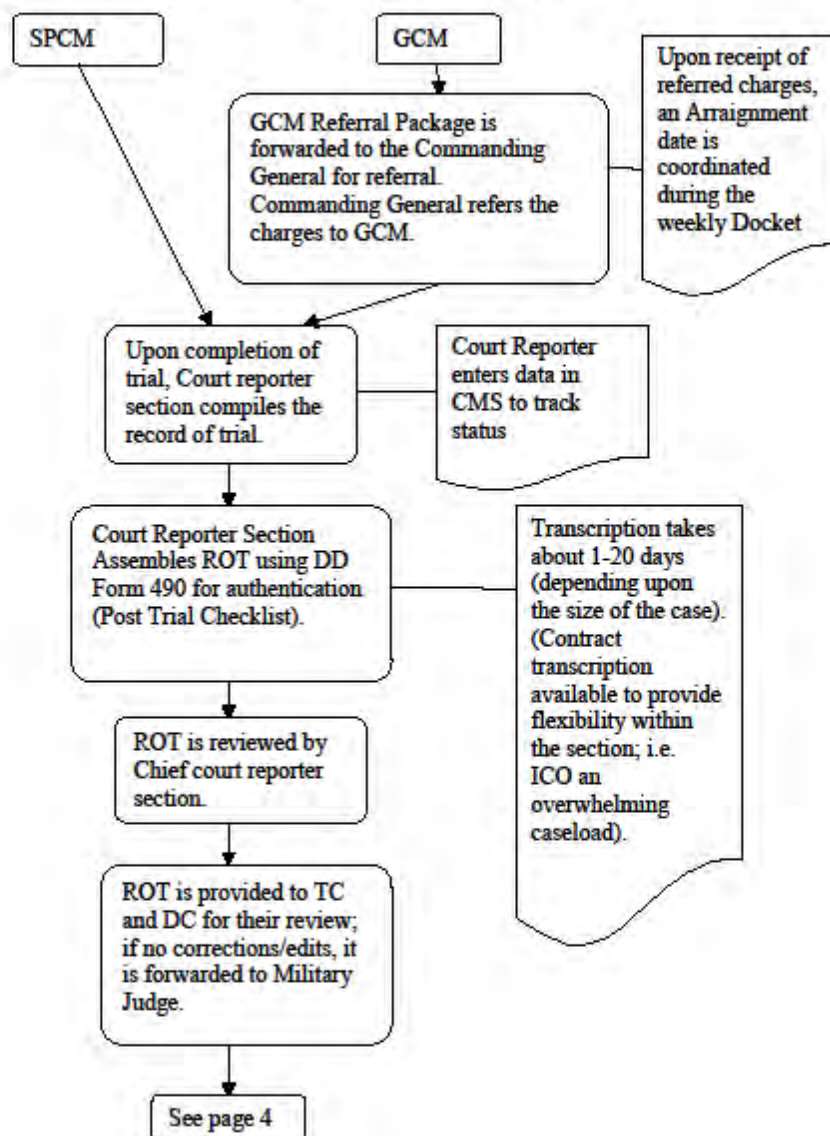 SPCM
GCM
Upon receipt of
referred charges,
an Arraignment
date is
coordinated
during the
weekly Docket
GCM Referral Package is
forwarded to the Commanding
General for referral.
Commanding General refers the
charges to GCM.
Upon completion of
trial, Court reporter
section compiles the
record of trial.
Court Reporter
enters data in
CMS to track
status
Court Reporter Section
Assembles ROT using DD
Form 490 for authentication
(Post Trial Checklist).
Transcription takes
about 1-20 days
(depending upon
the size of the case).
(Contract
transcription
available to provide
flexibility within
the section; i.e.
ICO an
overwhelming
caseload).
ROT is reviewed by
Chief court reporter
section.
ROT is provided to TC
and DC for their review;
if no corrections/edits, it
is forwarded to Military
Judge.
See page 4